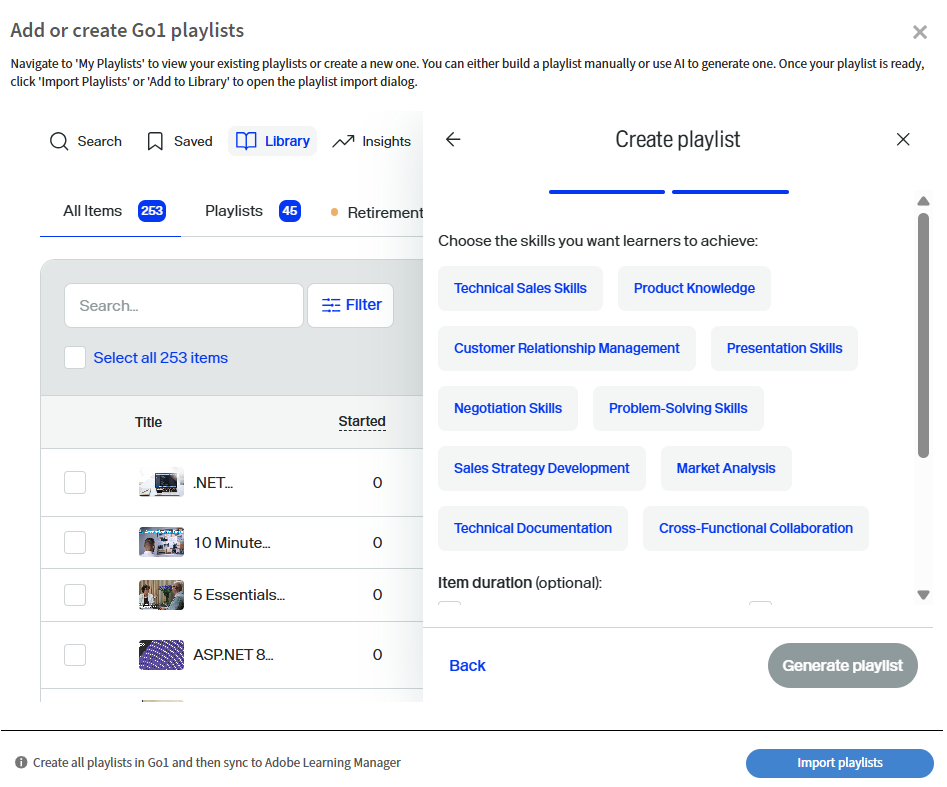 Add or create Go1 playlists
Navigate to 'My Playlists' to view your existing playlists or create a new one. You can either build a playlist manually or use AI to generate one. Once your playlist is ready,
click 'Import Playlists' or 'Add to Library' to open the playlist import dialog.
Search
Saved
Library
Insights
All Items 253
Playlists 45
Retirement
Search...
Filter
Select all 253 items
Title
Started
.NET...
0
10 Minute...
0
5 Essentials...
0
ASP.NET 8...
0
Create playlist
Choose the skills you want learners to achieve:
Technical Sales Skills
Product Knowledge
Customer Relationship Management
Presentation Skills
Negotiation Skills
Problem-Solving Skills
Sales Strategy Development
Market Analysis
Technical Documentation
Cross-Functional Collaboration
Item duration (optional):
Back
Generate playlist
Create all playlists in Go1 and then sync to Adobe Learning Manager
Import playlists